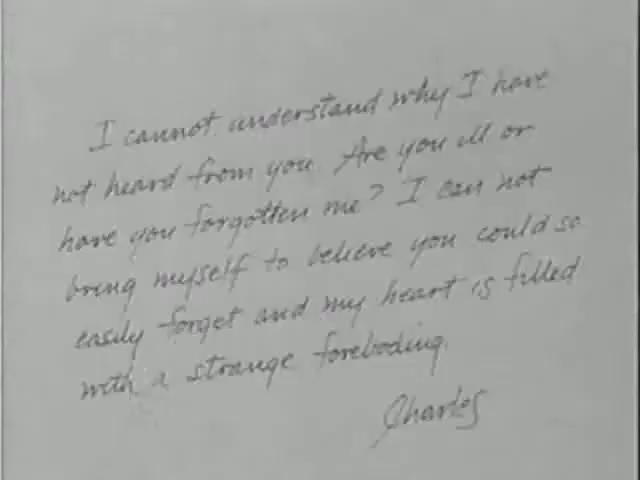 I cannot understand why I have
not heard from you. Are you ill or
have you forgotten me? I can not
bring myself to believe you could so
easily forget and my heart is filled
with a strange foreboding.
Charles